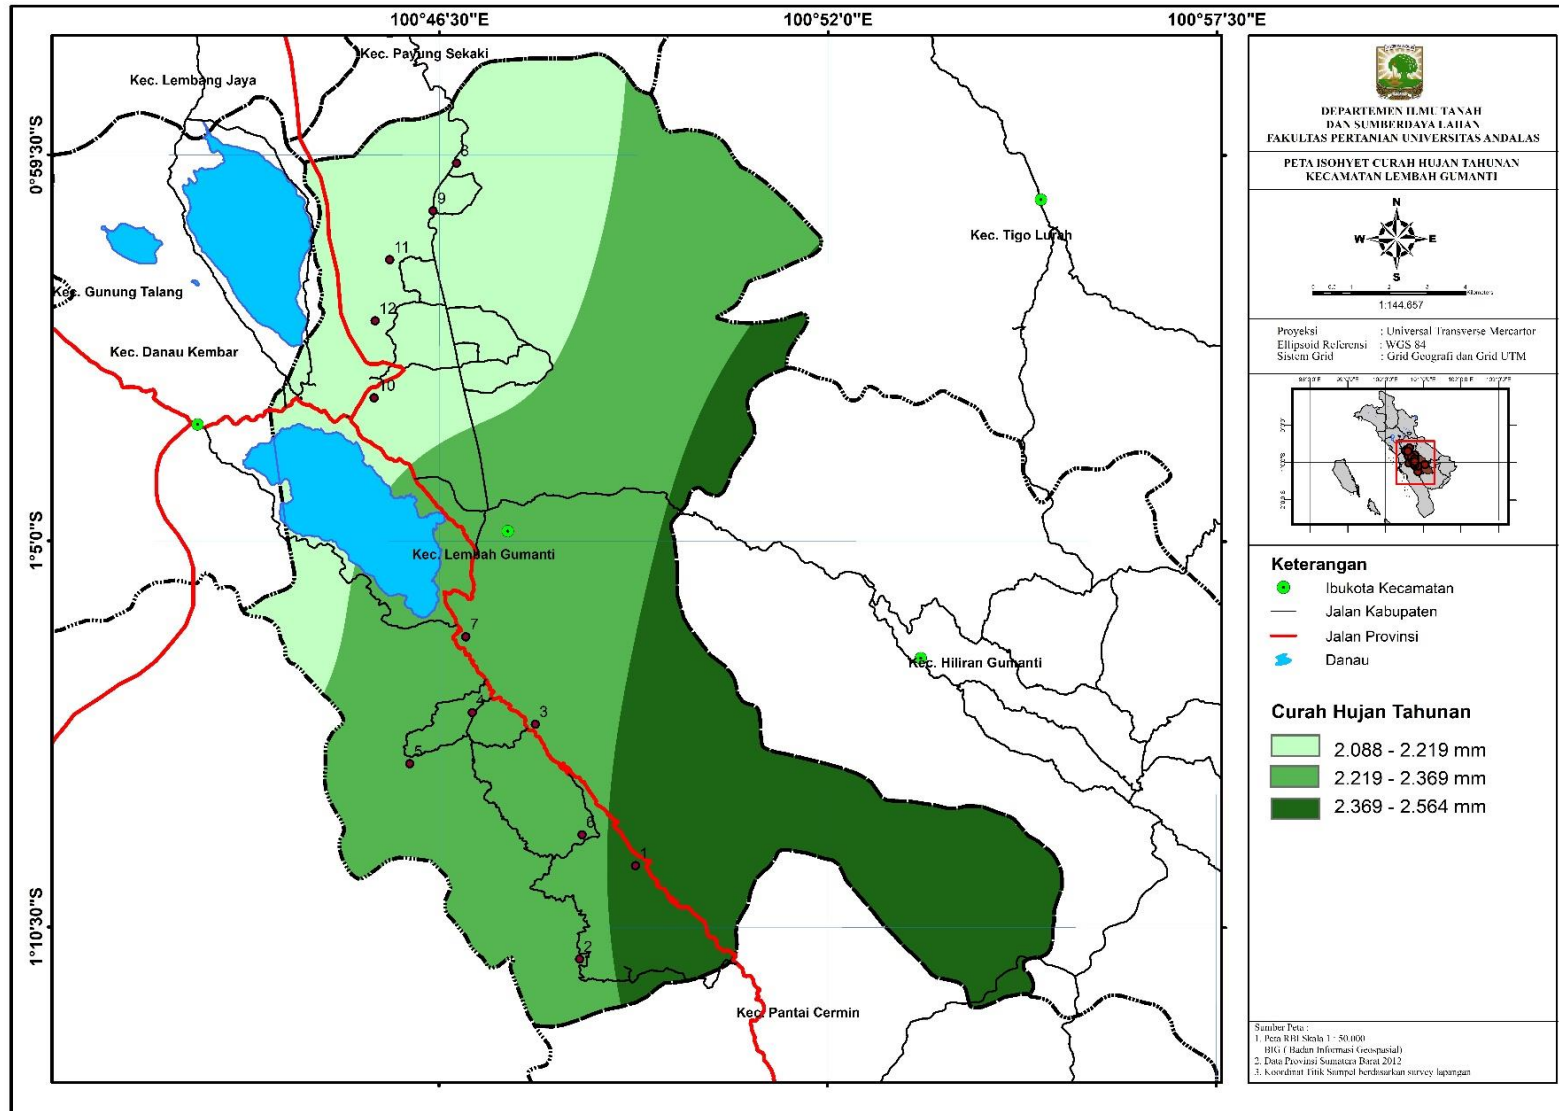 100°46'30"E
100°52'0"E
100°57'30"E
0°59'30"S
1°5'0"S
1°10'30"S
Kec. Payung Sekaki
Kec. Lembang Jaya
8
9
11
Kec. Tigo Lurah
Kec. Gunung Talang
12
Kec. Danau Kembar
10
Kec. Lembah Gumanti
7
Kec. Hiliran Gumanti
4
3
5
6
1
2
Kec. Pantai Cermin
DEPARTEMEN ILMU TANAH
DAN SUMBERDAYA LAHAN
FAKULTAS PERTANIAN UNIVERSITAS ANDALAS
PETA ISOHYET CURAH HUJAN TAHUNAN
KECAMATAN LEMBAH GUMANTI
N
W
E
S
Kilometers
1:144.657
Proyeksi : Universal Transverse Mercartor
Ellipsoid Referensi : WGS 84
Sistem Grid : Grid Geografi dan Grid UTM
Keterangan
Ibukota Kecamatan
Jalan Kabupaten
Jalan Provinsi
Danau
Curah Hujan Tahunan
2.088 - 2.219 mm
2.219 - 2.369 mm
2.369 - 2.564 mm
Sumber Peta :
1. Peta RBI Skala 1 : 50.000
BIG ( Badan Informasi Geospasial)
2. Data Provinsi Sumatera Barat 2012
3. Koordinat Titik Sampel berdasarkan survey lapangan